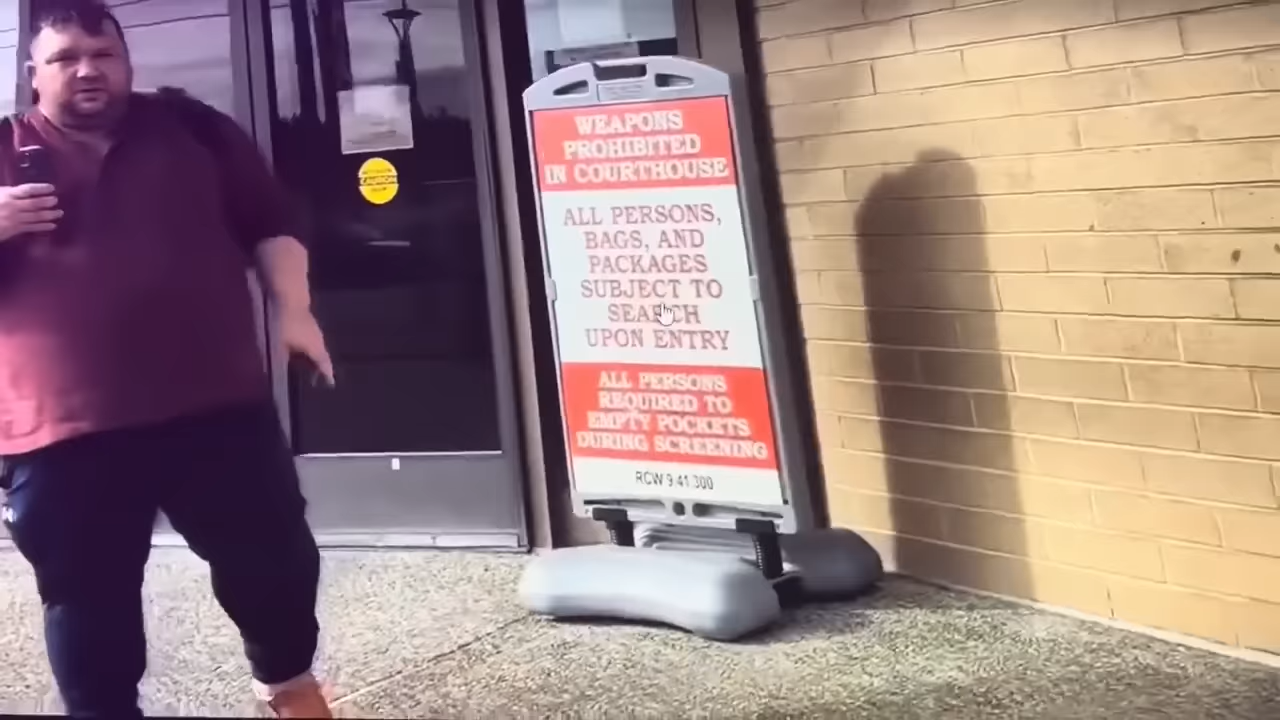 WEAPONS
PROHIBITED
IN COURTHOUSE
ALL PERSONS,
BAGS, AND
PACKAGES
SUBJECT TO
SEARCH
UPON ENTRY
ALL PERSONS
REQUIRED TO
EMPTY POCKETS
DURING SCREENING
RCW 9.41.300
CAUTION